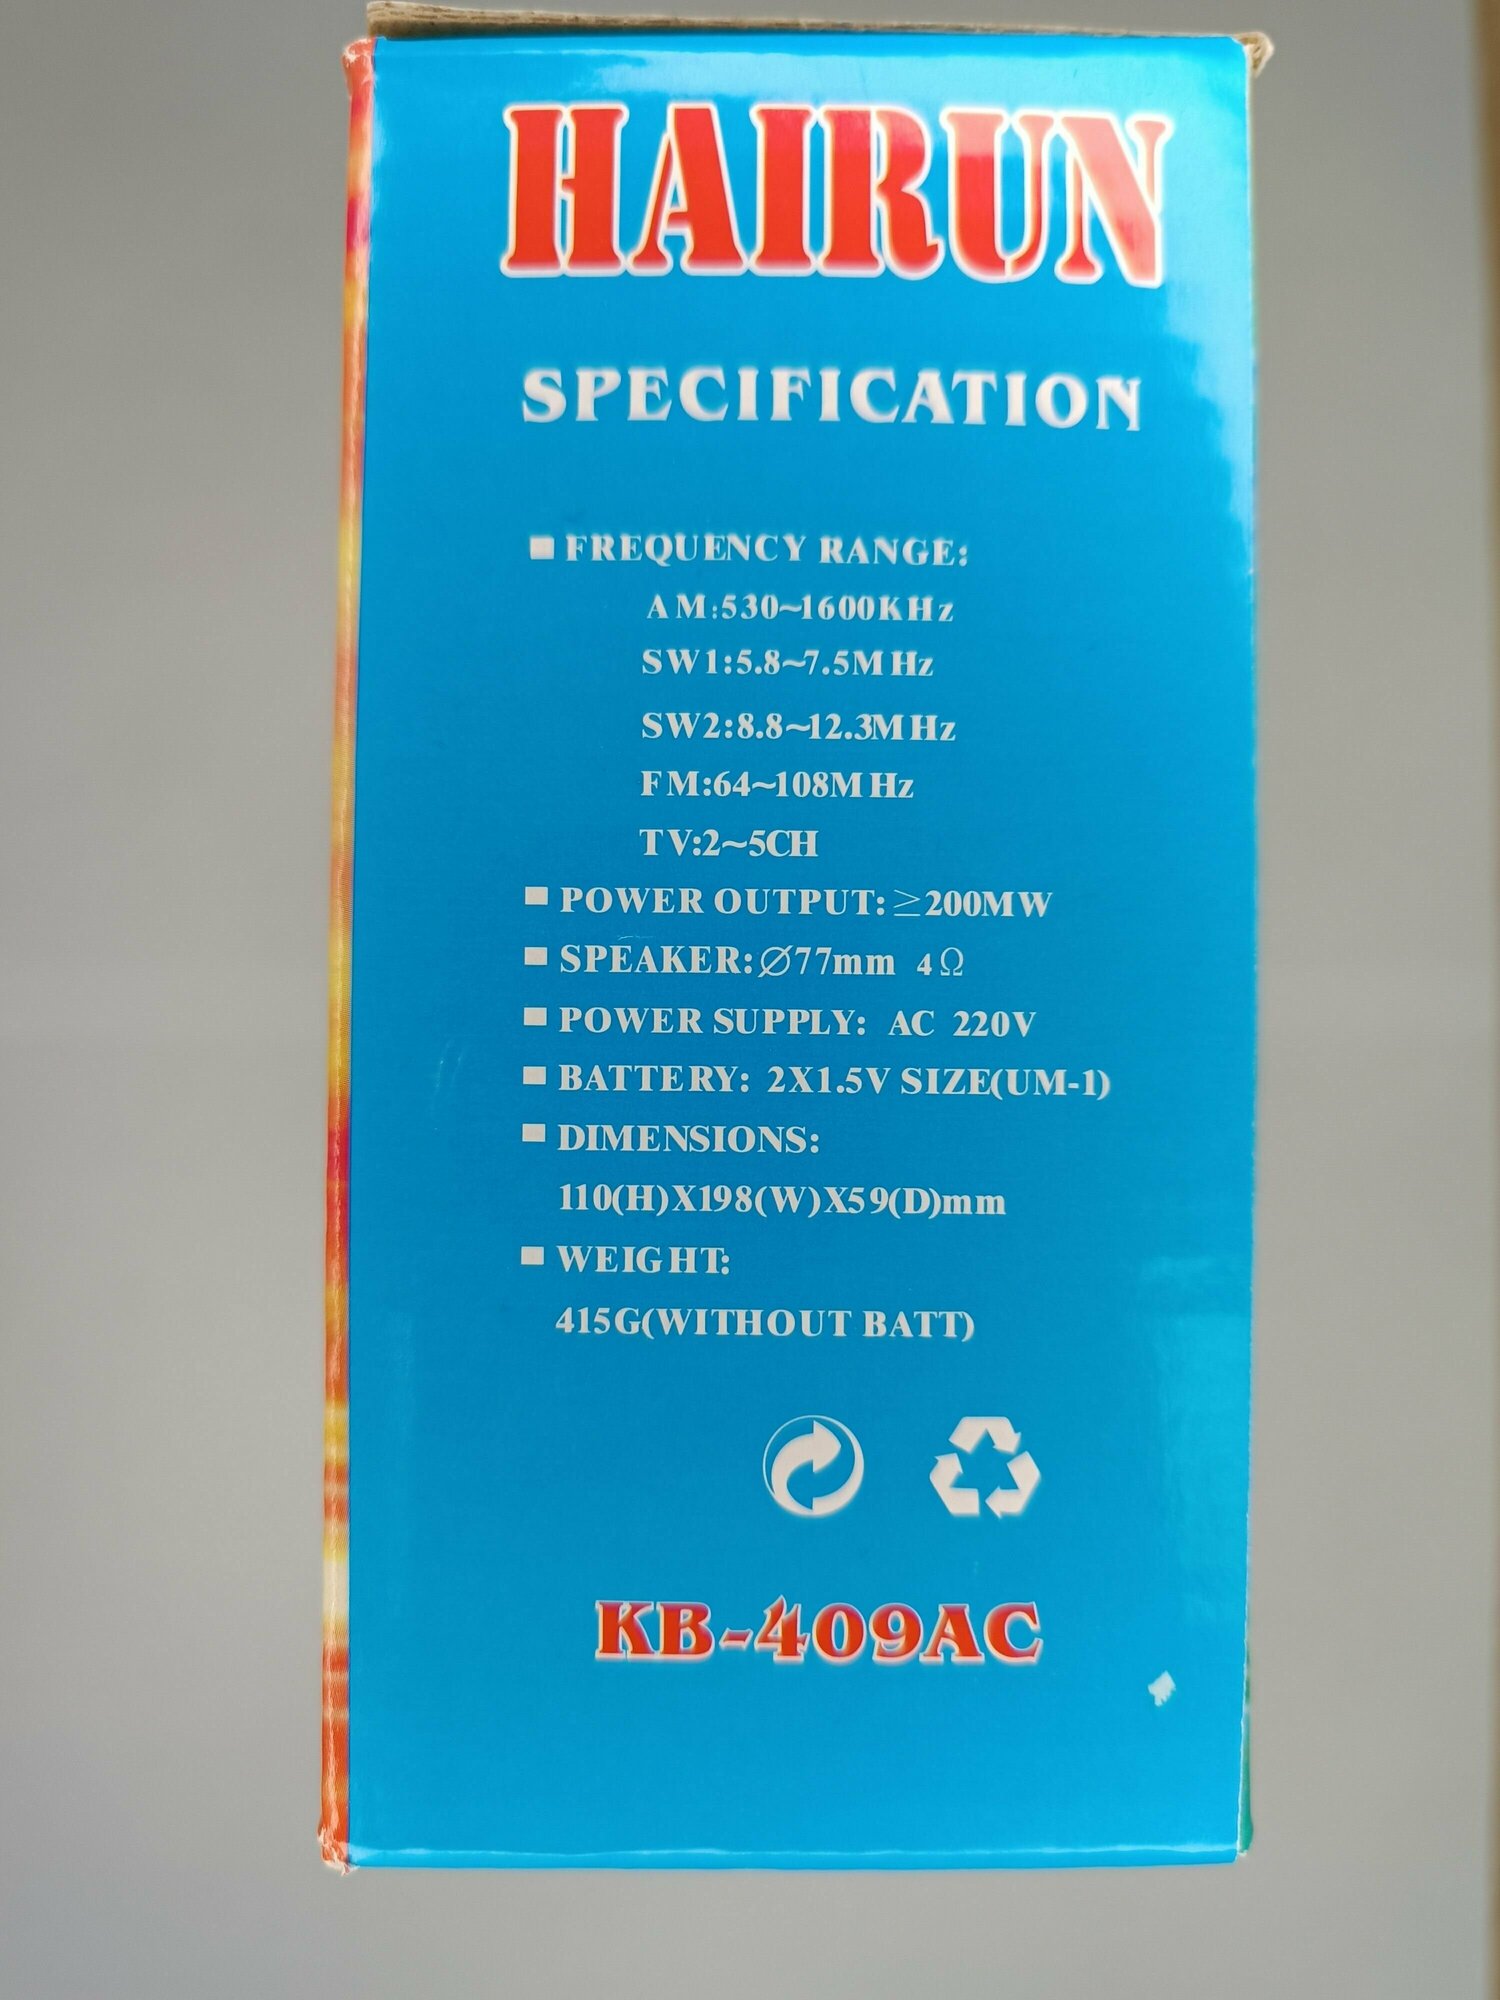 HAIRUN
SPECIFICATION
■ FREQUENCY RANGE:
AM:530~1600KHz
SW1:5.8~7.5MHz
SW2:8.8~12.3MHz
FM:64~108MHz
TV:2~5CH
■ POWER OUTPUT: ≥200MW
■ SPEAKER:∅77mm 4Ω
■ POWER SUPPLY: AC 220V
■ BATTERY: 2X1.5V SIZE(UM-1)
■ DIMENSIONS:
110(H)X198(W)X59(D)mm
■ WEIGHT:
415G(WITHOUT BATT)
KB-409AC